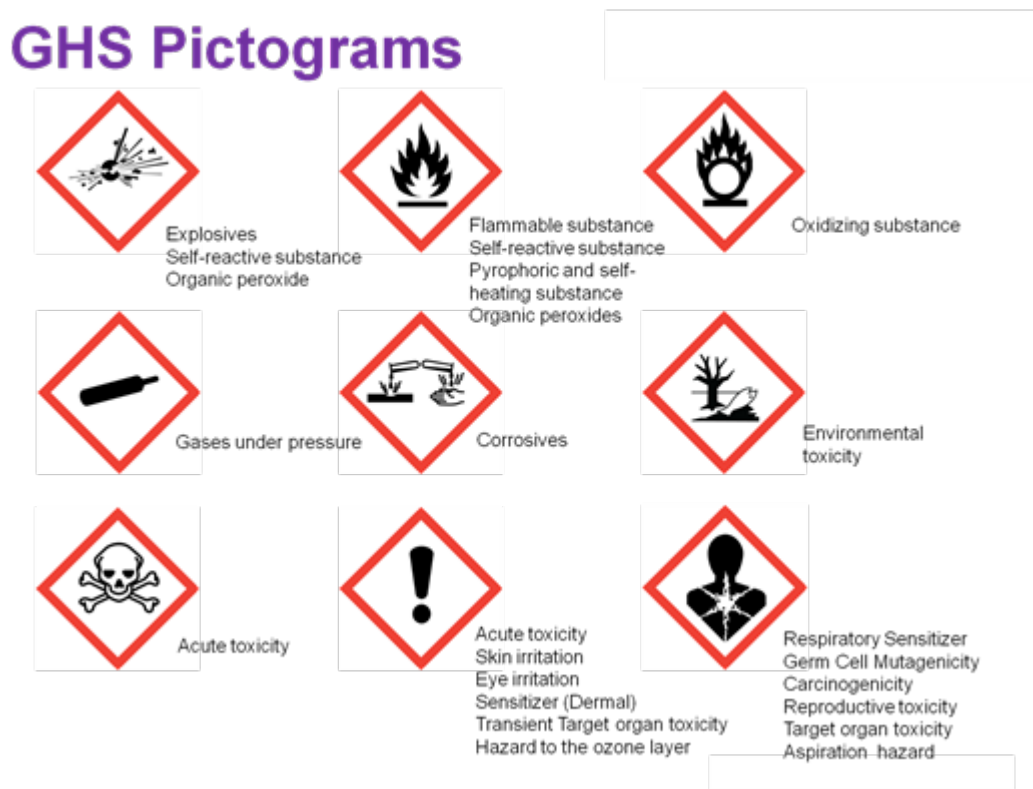 GHS Pictograms
Explosives
Self-reactive substance
Organic peroxide
Flammable substance
Self-reactive substance
Pyrophoric and self-
heating substance
Organic peroxides
Oxidizing substance
Gases under pressure
Corrosives
Environmental
toxicity
Acute toxicity
Acute toxicity
Skin irritation
Eye irritation
Sensitizer (Dermal)
Transient Target organ toxicity
Hazard to the ozone layer
Respiratory Sensitizer
Germ Cell Mutagenicity
Carcinogenicity
Reproductive toxicity
Target organ toxicity
Aspiration hazard